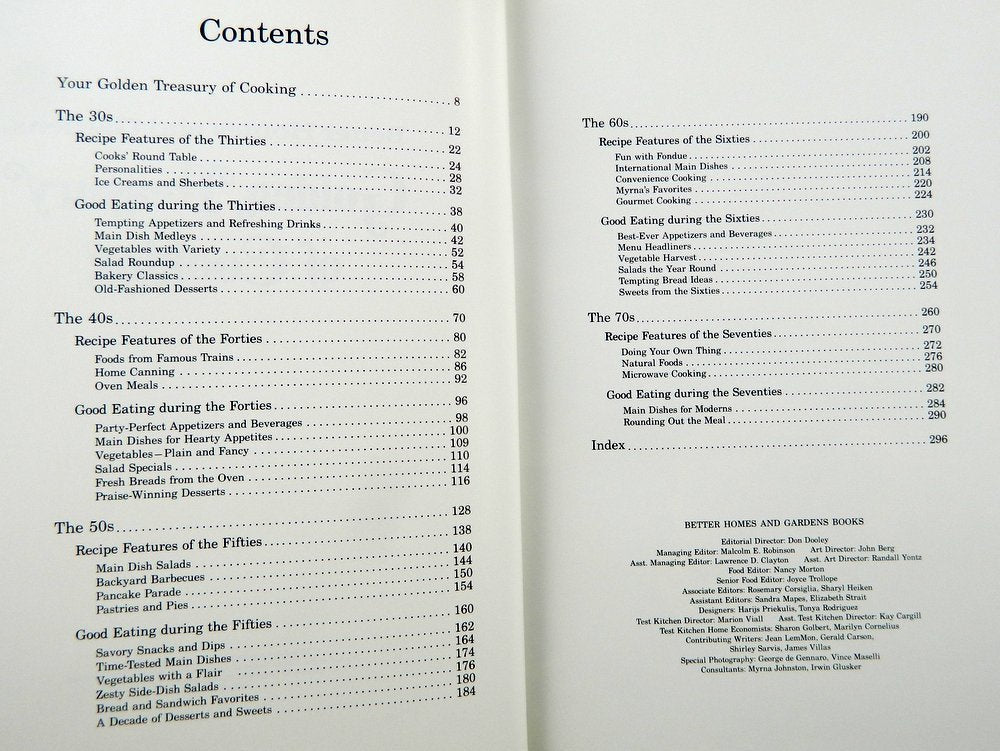 Contents
Your Golden Treasury of Cooking 8
The 30s 12
Recipe Features of the Thirties 22
Cooks' Round Table 24
Personalities 28
Ice Creams and Sherbets 32
Good Eating during the Thirties 38
Tempting Appetizers and Refreshing Drinks 40
Main Dish Medleys 42
Vegetables with Variety 52
Salad Roundup 54
Bakery Classics 58
Old-Fashioned Desserts 60
The 40s 70
Recipe Features of the Forties 80
Foods from Famous Trains 82
Home Canning 86
Oven Meals 92
Good Eating during the Forties 96
Party-Perfect Appetizers and Beverages 98
Main Dishes for Hearty Appetites 100
Vegetables—Plain and Fancy 109
Salad Specials 110
Fresh Breads from the Oven 114
Praise-Winning Desserts 116
The 50s 128
Recipe Features of the Fifties 138
Main Dish Salads 140
Backyard Barbecues 144
Pancake Parade 150
Pastries and Pies 154
Good Eating during the Fifties 160
Savory Snacks and Dips 162
Time-Tested Main Dishes 164
Vegetables with a Flair 174
Zesty Side-Dish Salads 176
Bread and Sandwich Favorites 180
A Decade of Desserts and Sweets 184
The 60s 190
Recipe Features of the Sixties 200
Fun with Fondue 202
International Main Dishes 208
Convenience Cooking 214
Myrna's Favorites 220
Gourmet Cooking 224
Good Eating during the Sixties 230
Best-Ever Appetizers and Beverages 232
Menu Headliners 234
Vegetable Harvest 242
Salads the Year Round 246
Tempting Bread Ideas 250
Sweets from the Sixties 254
The 70s 260
Recipe Features of the Seventies 270
Doing Your Own Thing 272
Natural Foods 276
Microwave Cooking 280
Good Eating during the Seventies 282
Main Dishes for Moderns 284
Rounding Out the Meal 290
Index 296
BETTER HOMES AND GARDENS BOOKS
Editorial Director: Don Dooley
Managing Editor: Malcolm E. Robinson Art Director: John Berg
Asst. Managing Editor: Lawrence D. Clayton Asst. Art Director: Randall Yontz
Food Editor: Nancy Morton
Senior Food Editor: Joyce Trollope
Associate Editors: Rosemary Corsiglia, Sharyl Heiken
Assistant Editors: Sandra Mapes, Elizabeth Strait
Designers: Harijs Priekulis, Tonya Rodriguez
Test Kitchen Director: Marion Viall Asst. Test Kitchen Director: Kay Cargill
Test Kitchen Home Economists: Sharon Golbert, Marilyn Cornelius
Contributing Writers: Jean LemMon, Gerald Carson,
Shirley Sarvis, James Villas
Special Photography: George de Gennaro, Vince Maselli
Consultants: Myrna Johnston, Irwin Glusker